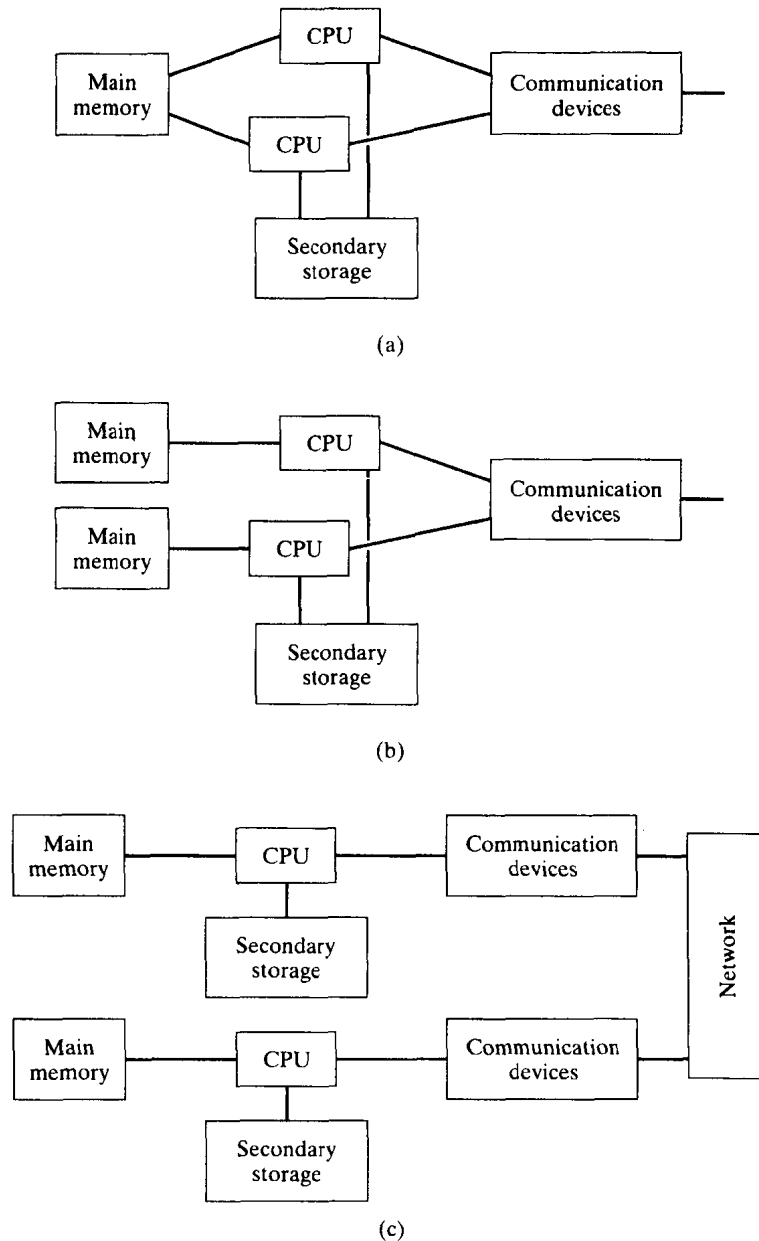 CPU
Main
memory
Communication
devices
CPU
Secondary
storage
(a)
Main
memory
CPU
Communication
devices
Main
memory
CPU
Secondary
storage
(b)
Main
memory
CPU
Communication
devices
Secondary
storage
Network
Main
memory
CPU
Communication
devices
Secondary
storage
(c)